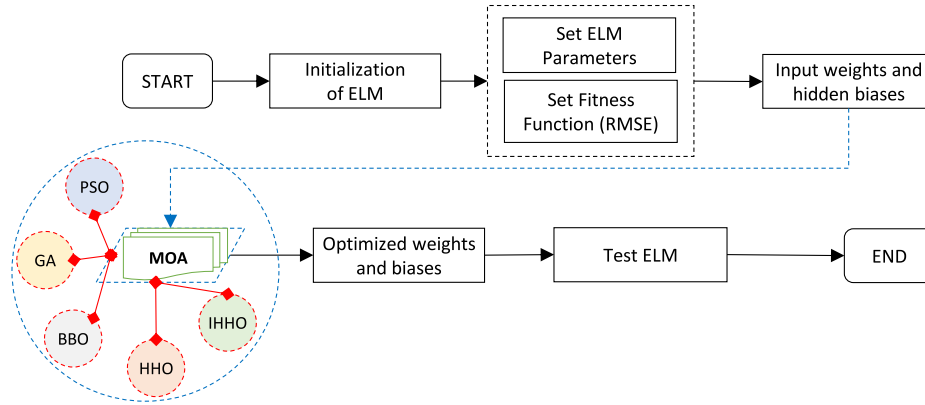 START
Initialization
of ELM
Set ELM
Parameters
Set Fitness
Function (RMSE)
Input weights and
hidden biases
PSO
GA
BBO
HHO
IHHO
MOA
Optimized weights
and biases
Test ELM
END